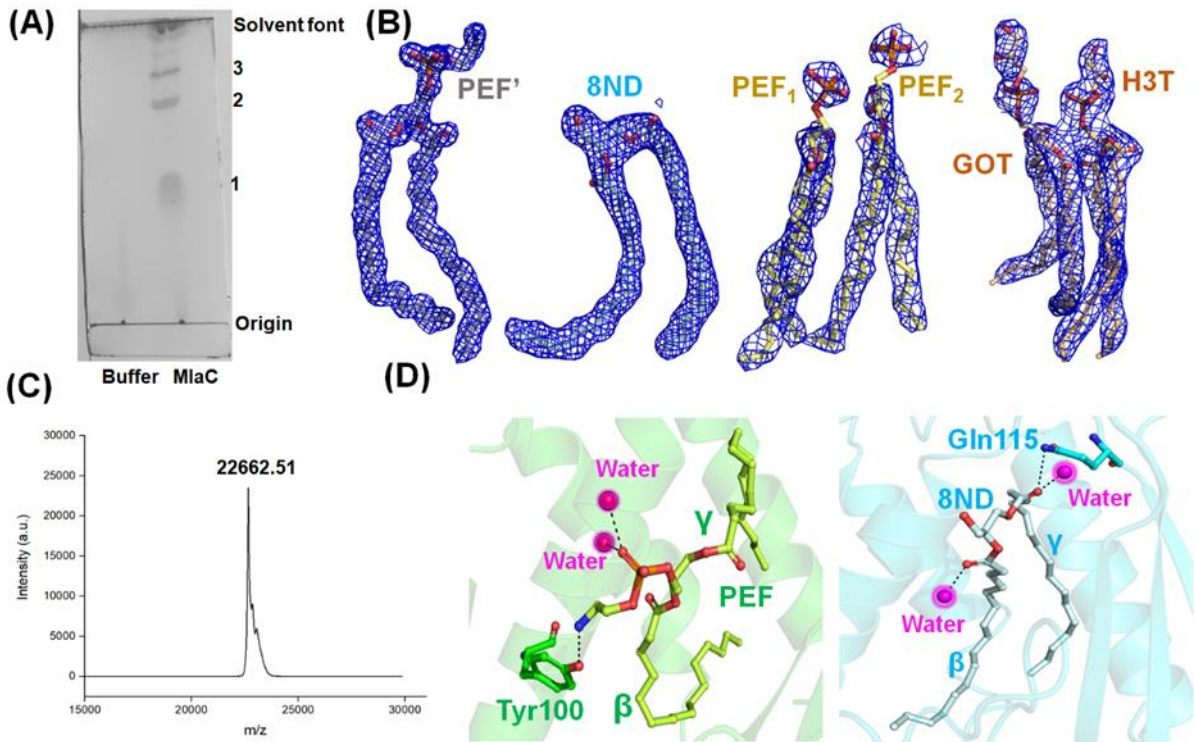 (A)
Solvent font
3
2
1
Origin
Buffer MlaC
(B)
PEF’
8ND
PEF1
PEF2
GOT
H3T
(C)
30000
25000
20000
15000
10000
5000
0
Intensity (a.u.)
22662.51
15000 20000 25000 30000
m/z
(D)
Water
Water
γ
PEF
Tyr100
β
Gln115
8ND
Water
γ
Water
β